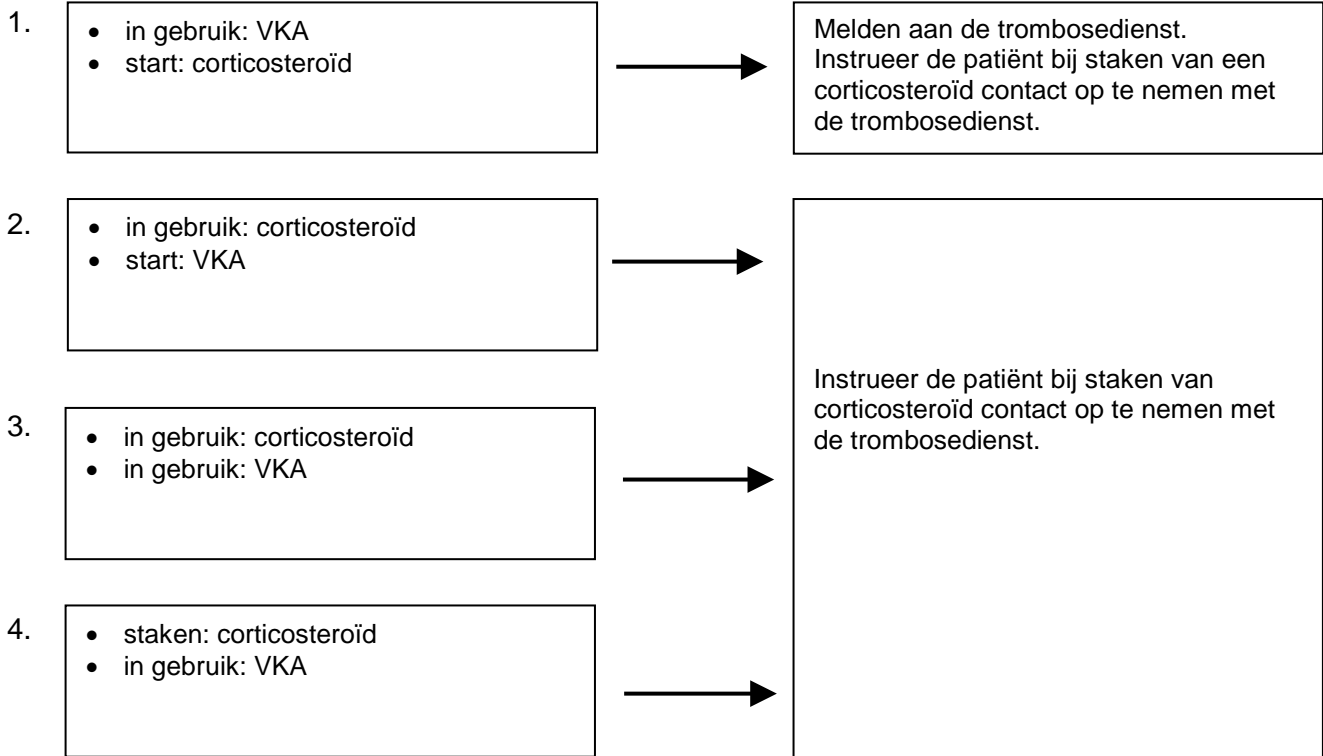 1.
• in gebruik: VKA
• start: corticosteroïd
Melden aan de trombosedienst.
Instrueer de patiënt bij staken van een
corticosteroïd contact op te nemen met
de trombosedienst.
2.
• in gebruik: corticosteroïd
• start: VKA
3.
• in gebruik: corticosteroïd
• in gebruik: VKA
4.
• staken: corticosteroïd
• in gebruik: VKA
Instrueer de patiënt bij staken van
corticosteroïd contact op te nemen met
de trombosedienst.